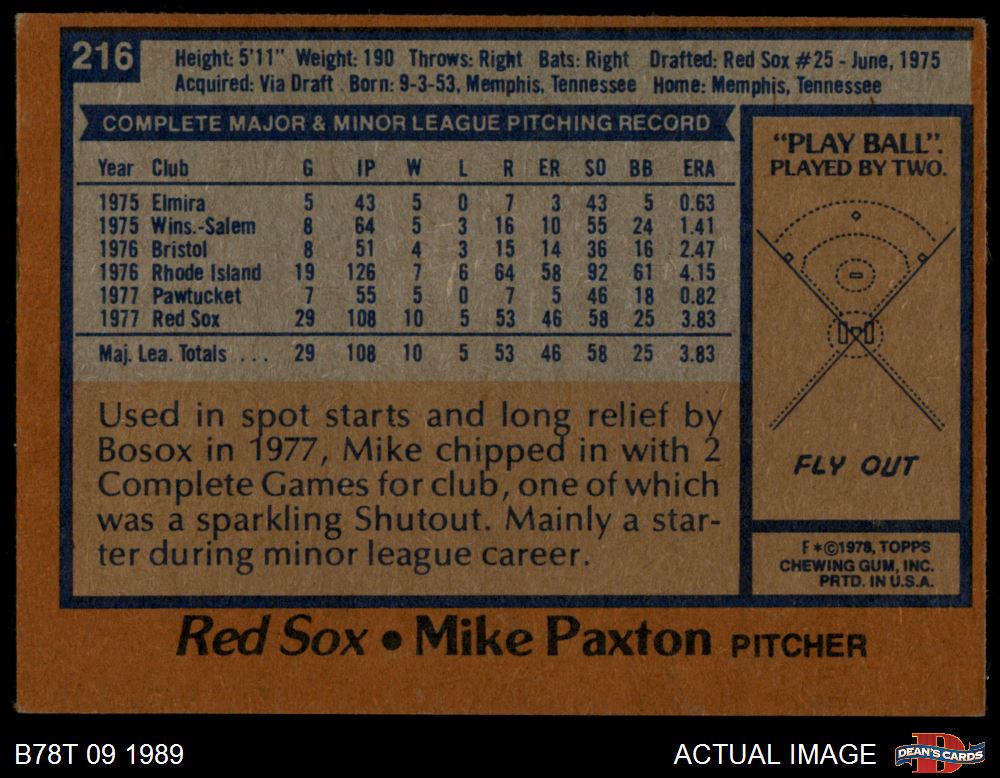 216
Height: 5'11" Weight: 190 Throws: Right Bats: Right Drafted: Red Sox #25 - June, 1975
Acquired: Via Draft Born: 9-3-53, Memphis, Tennessee Home: Memphis, Tennessee
COMPLETE MAJOR & MINOR LEAGUE PITCHING RECORD
Year Club G IP W L R ER SO BB ERA
1975 Elmira 5 43 5 0 7 3 43 5 0.63
1975 Wins.-Salem 8 64 5 3 16 10 55 24 1.41
1976 Bristol 8 51 4 3 15 14 36 16 2.47
1976 Rhode Island 19 126 7 6 64 58 92 61 4.15
1977 Pawtucket 7 55 5 0 7 5 46 18 0.82
1977 Red Sox 29 108 10 5 53 46 58 25 3.83
Maj. Lea. Totals . . . 29 108 10 5 53 46 58 25 3.83
Used in spot starts and long relief by
Bosox in 1977, Mike chipped in with 2
Complete Games for club, one of which
was a sparkling Shutout. Mainly a star-
ter during minor league career.
"PLAY BALL".
PLAYED BY TWO.
FLY OUT
F*©1978, TOPPS
CHEWING GUM, INC.
PRTD. IN U.S.A.
Red Sox • Mike Paxton PITCHER
B78T 09 1989
ACTUAL IMAGE
DEAN'S CARDS